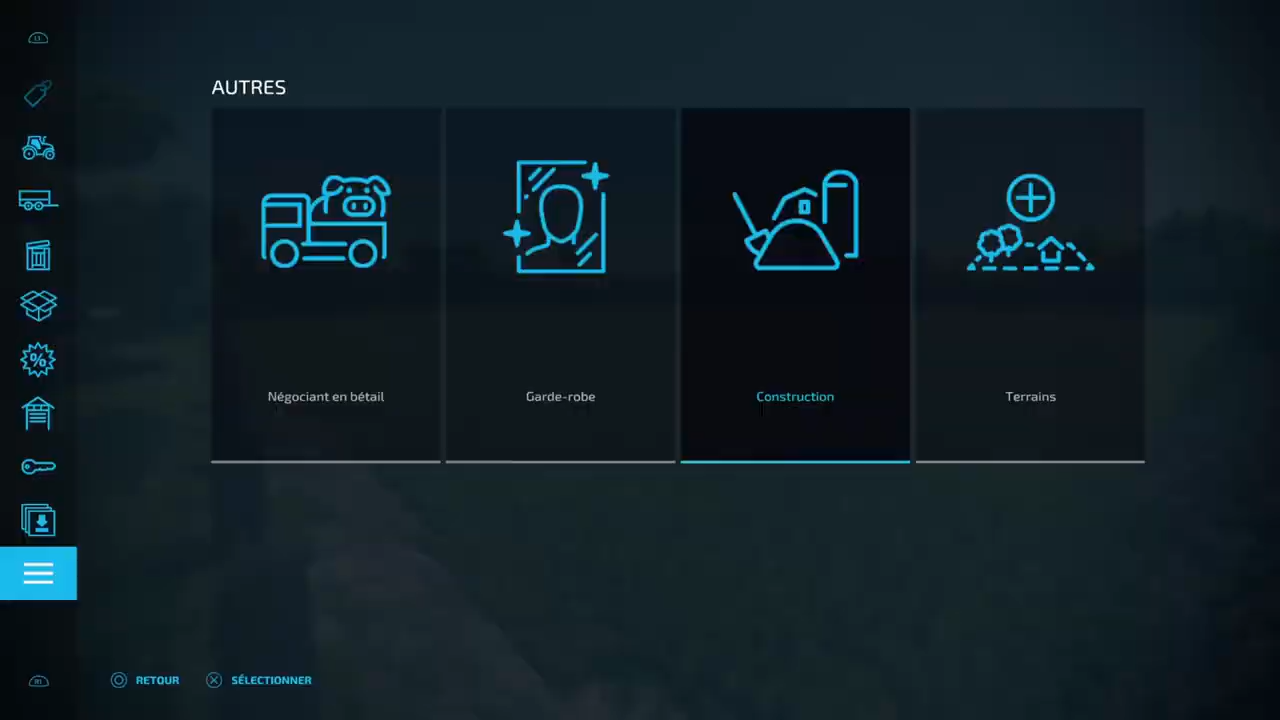 AUTRES
Négociant en bétail
Garde-robe
Construction
Terrains
RETOUR
SÉLECTIONNER